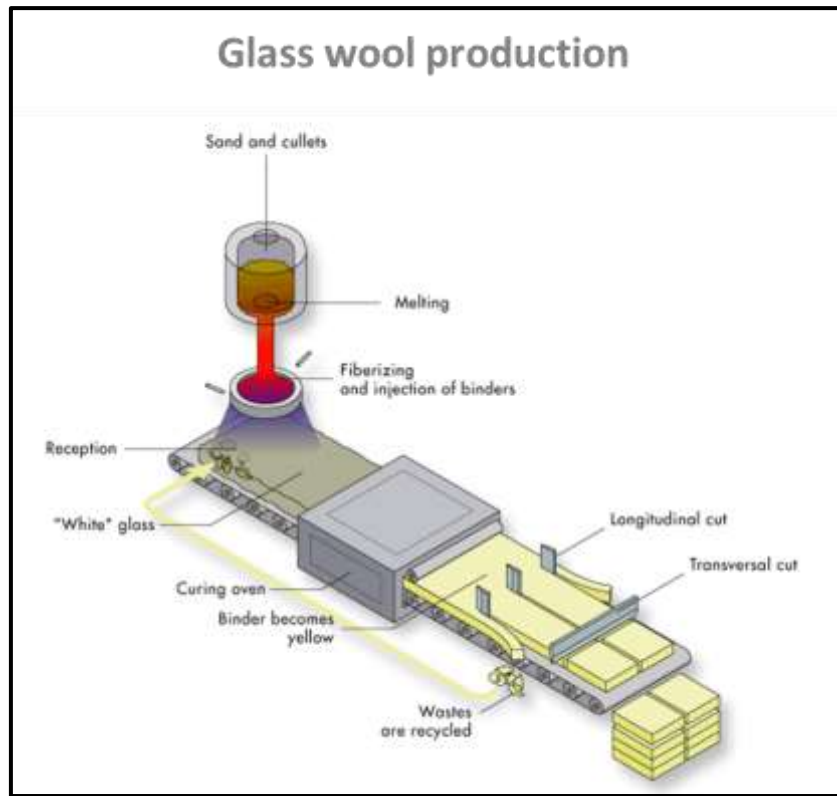 Glass wool production
Sand and cullets
Melting
Fiberizing
and injection of binders
Reception
"White" glass
Longitudinal cut
Transversal cut
Curing oven
Binder becomes
yellow
Wastes
are recycled